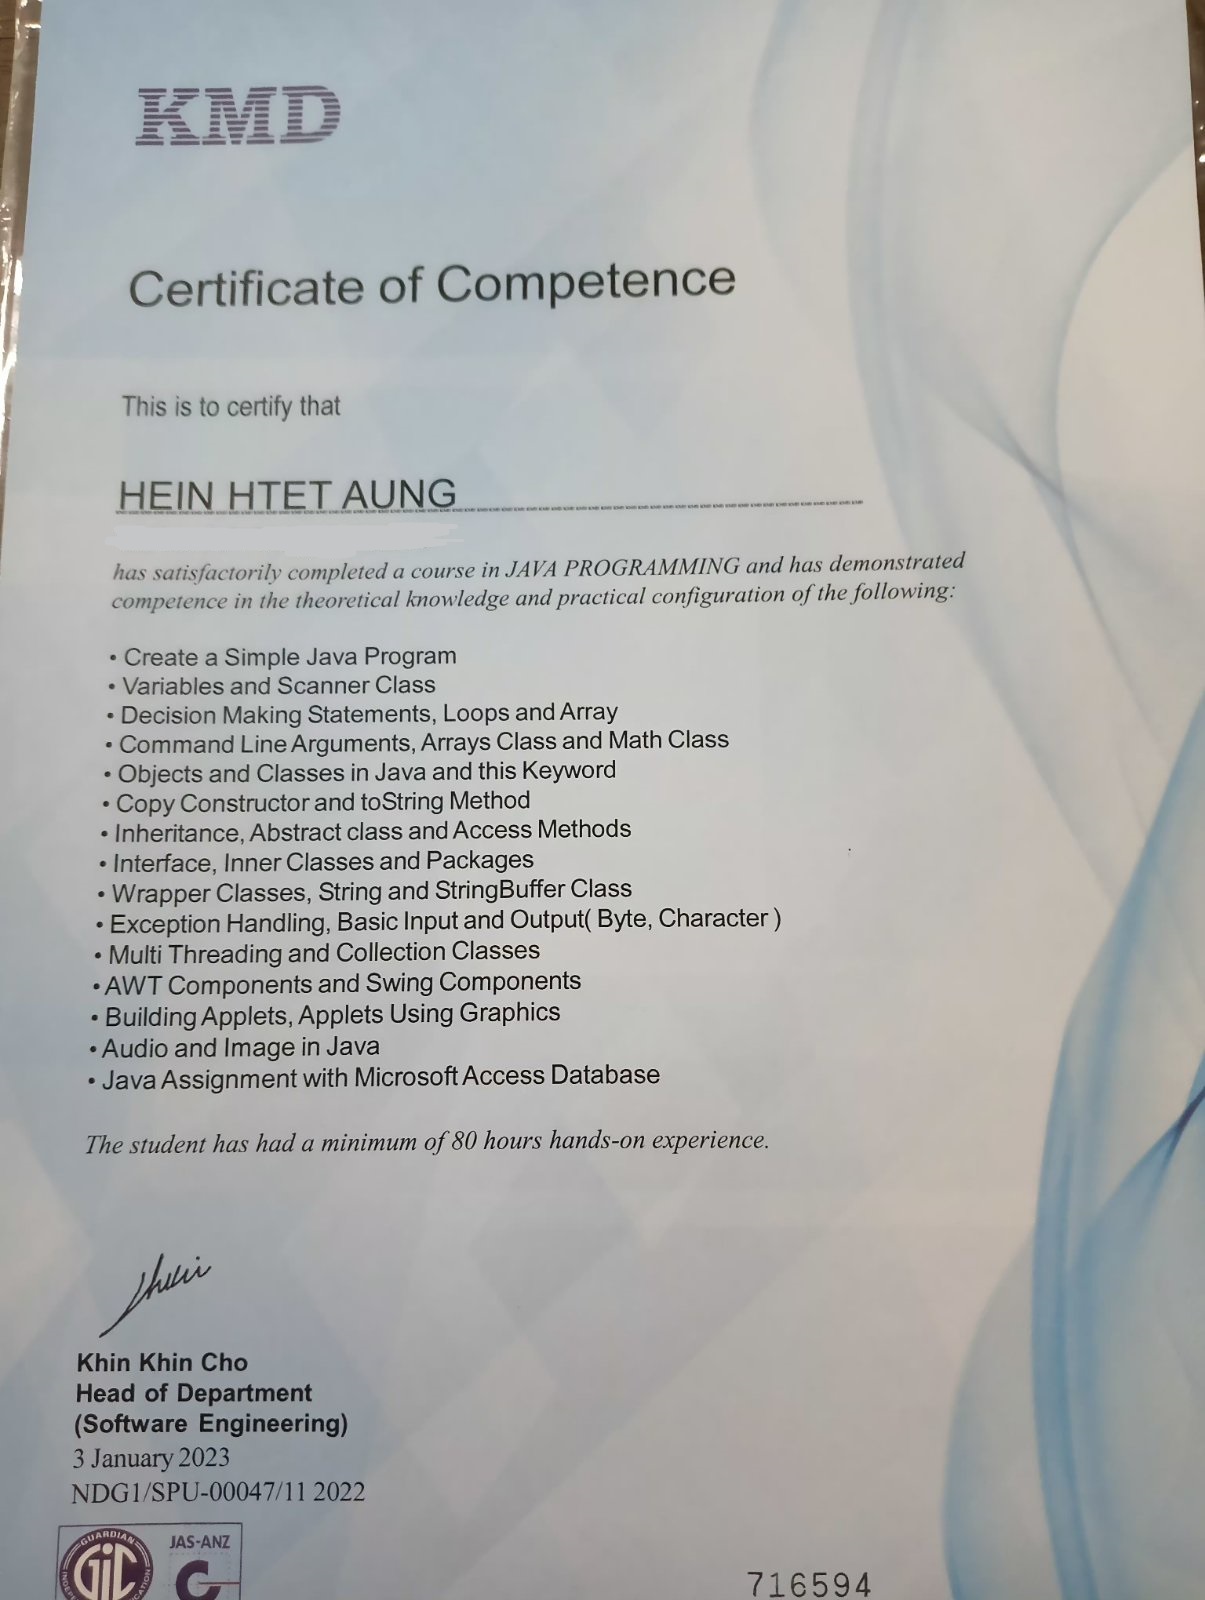 KMD
Certificate of Competence
This is to certify that
HEIN HTET AUNG
has satisfactorily completed a course in JAVA PROGRAMMING and has demonstrated
competence in the theoretical knowledge and practical configuration of the following:
• Create a Simple Java Program
• Variables and Scanner Class
• Decision Making Statements, Loops and Array
• Command Line Arguments, Arrays Class and Math Class
• Objects and Classes in Java and this Keyword
• Copy Constructor and toString Method
• Inheritance, Abstract class and Access Methods
• Interface, Inner Classes and Packages
• Wrapper Classes, String and StringBuffer Class
• Exception Handling, Basic Input and Output( Byte, Character )
• Multi Threading and Collection Classes
• AWT Components and Swing Components
• Building Applets, Applets Using Graphics
• Audio and Image in Java
• Java Assignment with Microsoft Access Database
The student has had a minimum of 80 hours hands-on experience.
Khin Khin Cho
Head of Department
(Software Engineering)
3 January 2023
NDG1/SPU-00047/11 2022
GUARDIAN
GIC
JAS-ANZ
716594